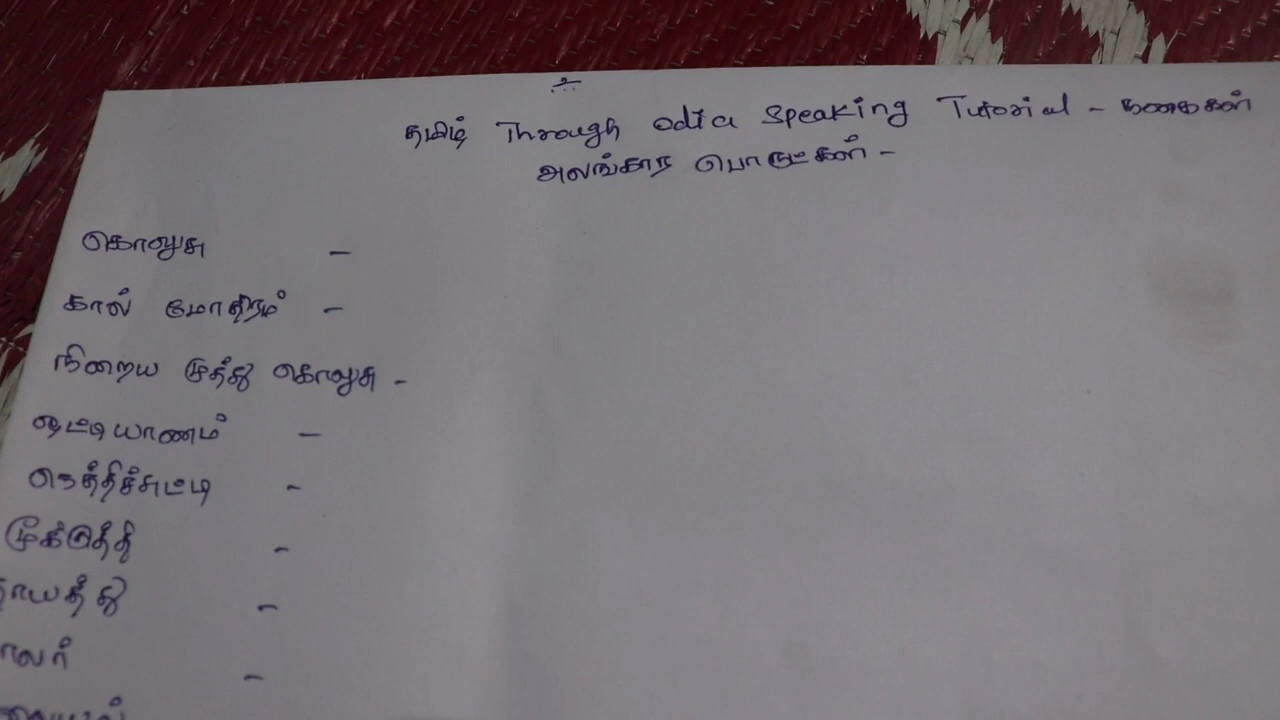 உ
தமிழ் Through Odia Speaking Tutorial - நகைகள்
அலங்கார பொருட்கள் -
கொலுசு -
கால் மோதிரம் -
நிறைய முத்து கொலுசு -
ஒட்டியாணம் -
நெத்திச்சுட்டி -
மூக்குத்தி -